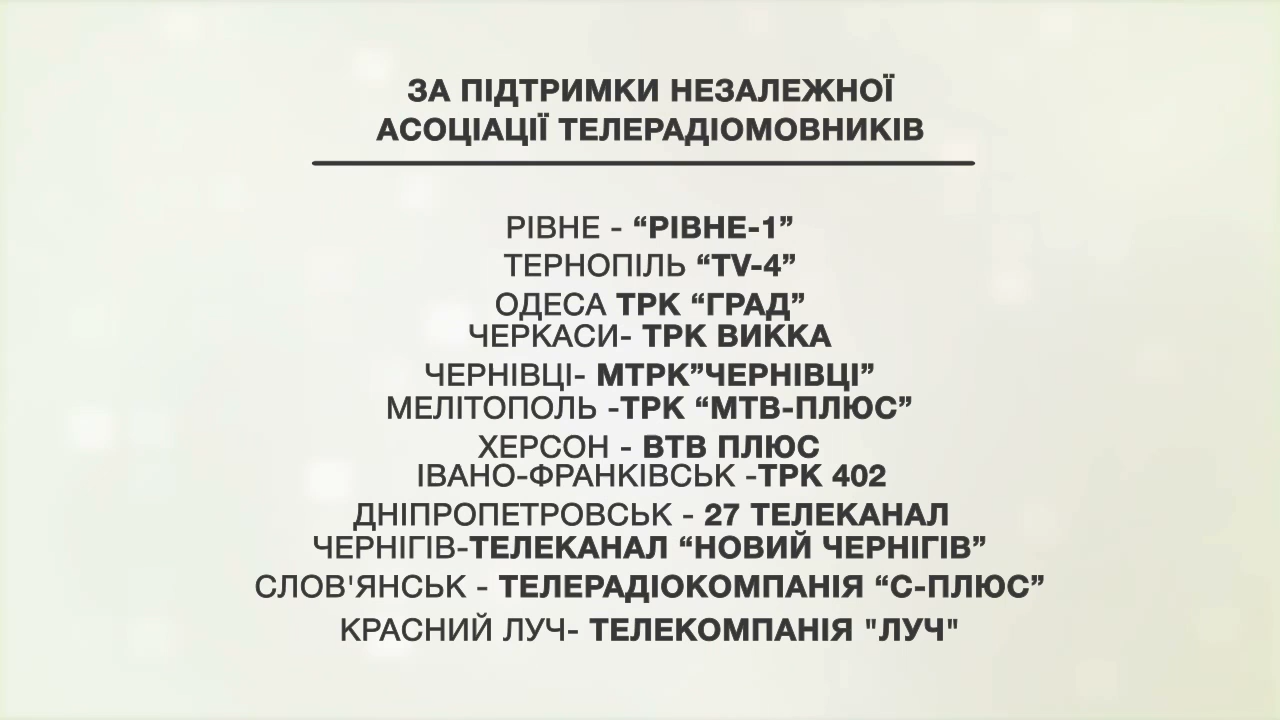 ЗА ПІДТРИМКИ НЕЗАЛЕЖНОЇ
АСОЦІАЦІЇ ТЕЛЕРАДІОМОВНИКІВ
РІВНЕ - “РІВНЕ-1”
ТЕРНОПІЛЬ “TV-4”
ОДЕСА ТРК “ГРАД”
ЧЕРКАСИ- ТРК ВИККА
ЧЕРНІВЦІ- МТРК”ЧЕРНІВЦІ”
МЕЛІТОПОЛЬ -ТРК “МТВ-ПЛЮС”
ХЕРСОН - ВТВ ПЛЮС
ІВАНО-ФРАНКІВСЬК -ТРК 402
ДНІПРОПЕТРОВСЬК - 27 ТЕЛЕКАНАЛ
ЧЕРНІГІВ-ТЕЛЕКАНАЛ “НОВИЙ ЧЕРНІГІВ”
СЛОВ'ЯНСЬК - ТЕЛЕРАДІОКОМПАНІЯ “С-ПЛЮС”
КРАСНИЙ ЛУЧ- ТЕЛЕКОМПАНІЯ "ЛУЧ"